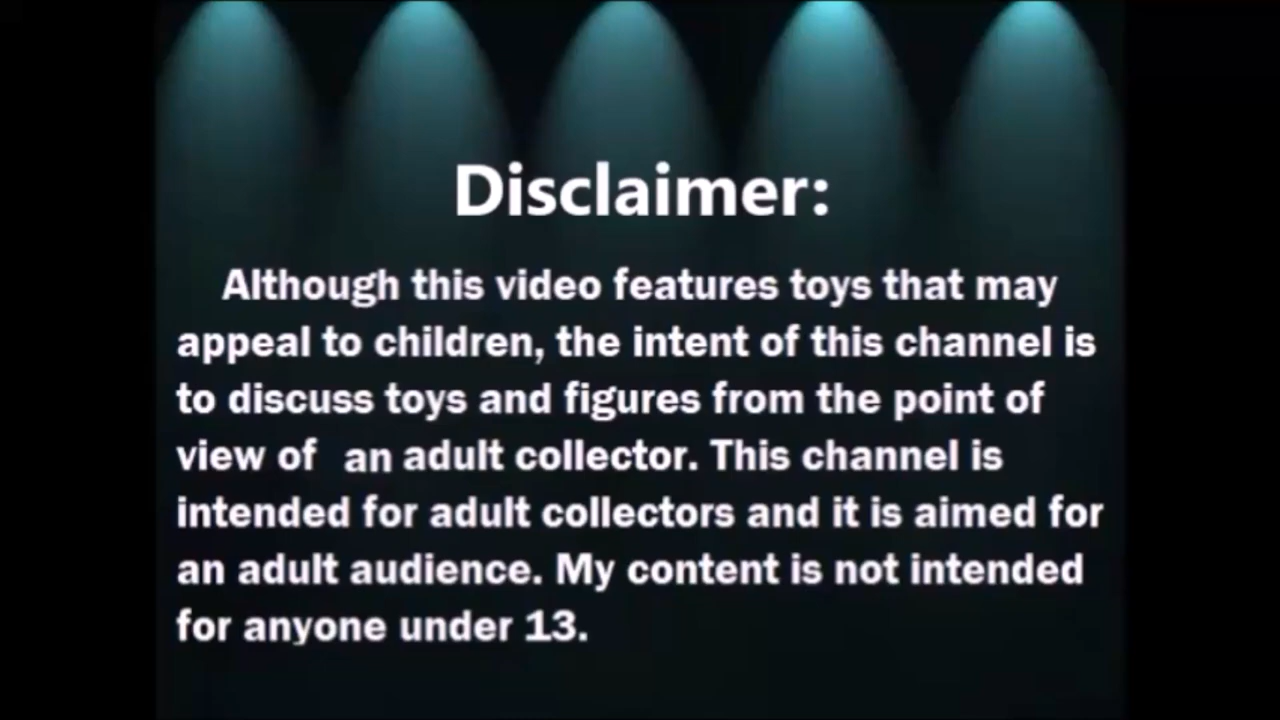 Disclaimer:
Although this video features toys that may
appeal to children, the intent of this channel is
to discuss toys and figures from the point of
view of an adult collector. This channel is
intended for adult collectors and it is aimed for
an adult audience. My content is not intended
for anyone under 13.